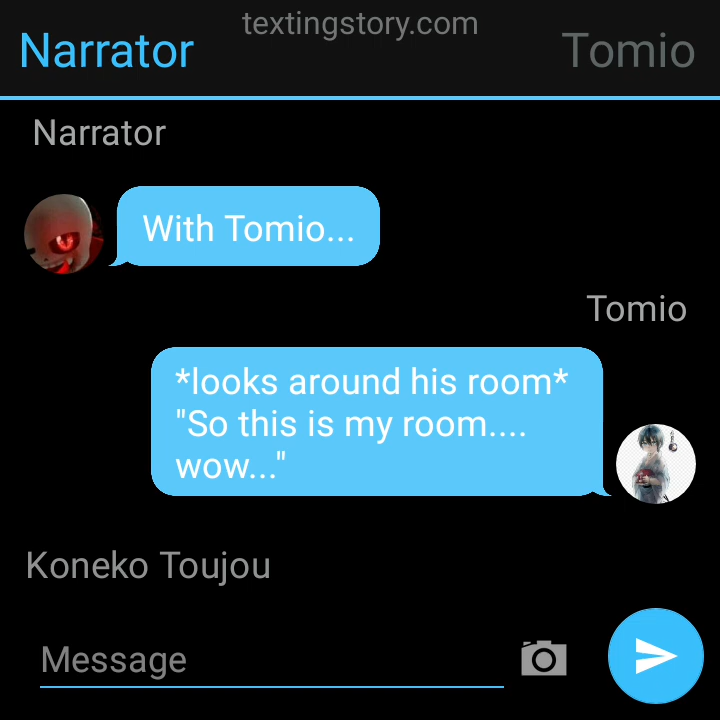 textingstory.com
Narrator
Tomio
Narrator
With Tomio...
Tomio
*looks around his room*
"So this is my room....
wow..."
Koneko Toujou
Message